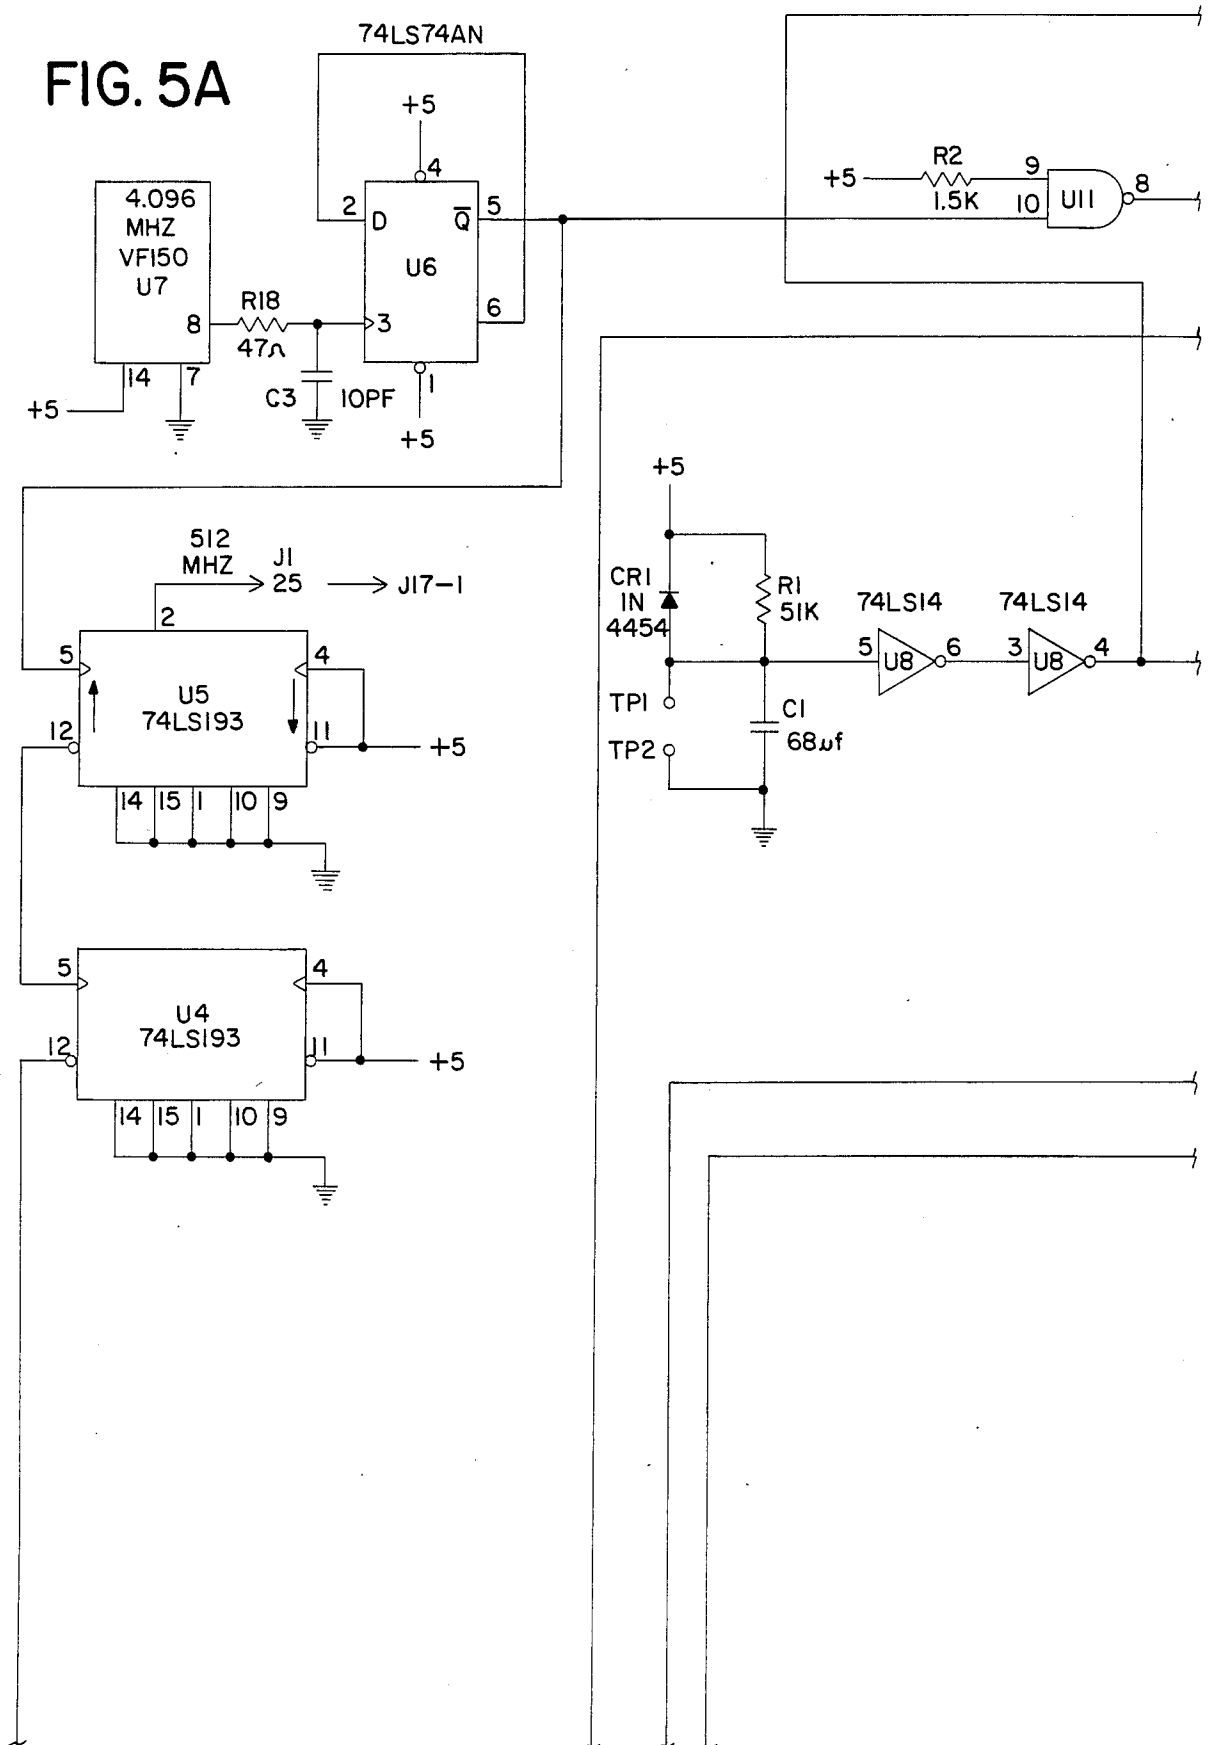 FIG. 5A
74LS74AN
+5
4
2
D
Q̅
5
U6
6
3
1
+5
4.096
MHZ
VF150
U7
8
14
7
+5
R18
47Ω
C3
10PF
+5
R2
1.5K
9
10
U11
8
512
MHZ
J1
25
J17-1
2
5
4
U5
74LS193
12
11
+5
14
15
1
10
9
5
4
U4
74LS193
12
11
+5
14
15
1
10
9
+5
CR1
1N
4454
R1
51K
TP1
TP2
C1
68μf
74LS14
5
U8
6
74LS14
3
U8
4